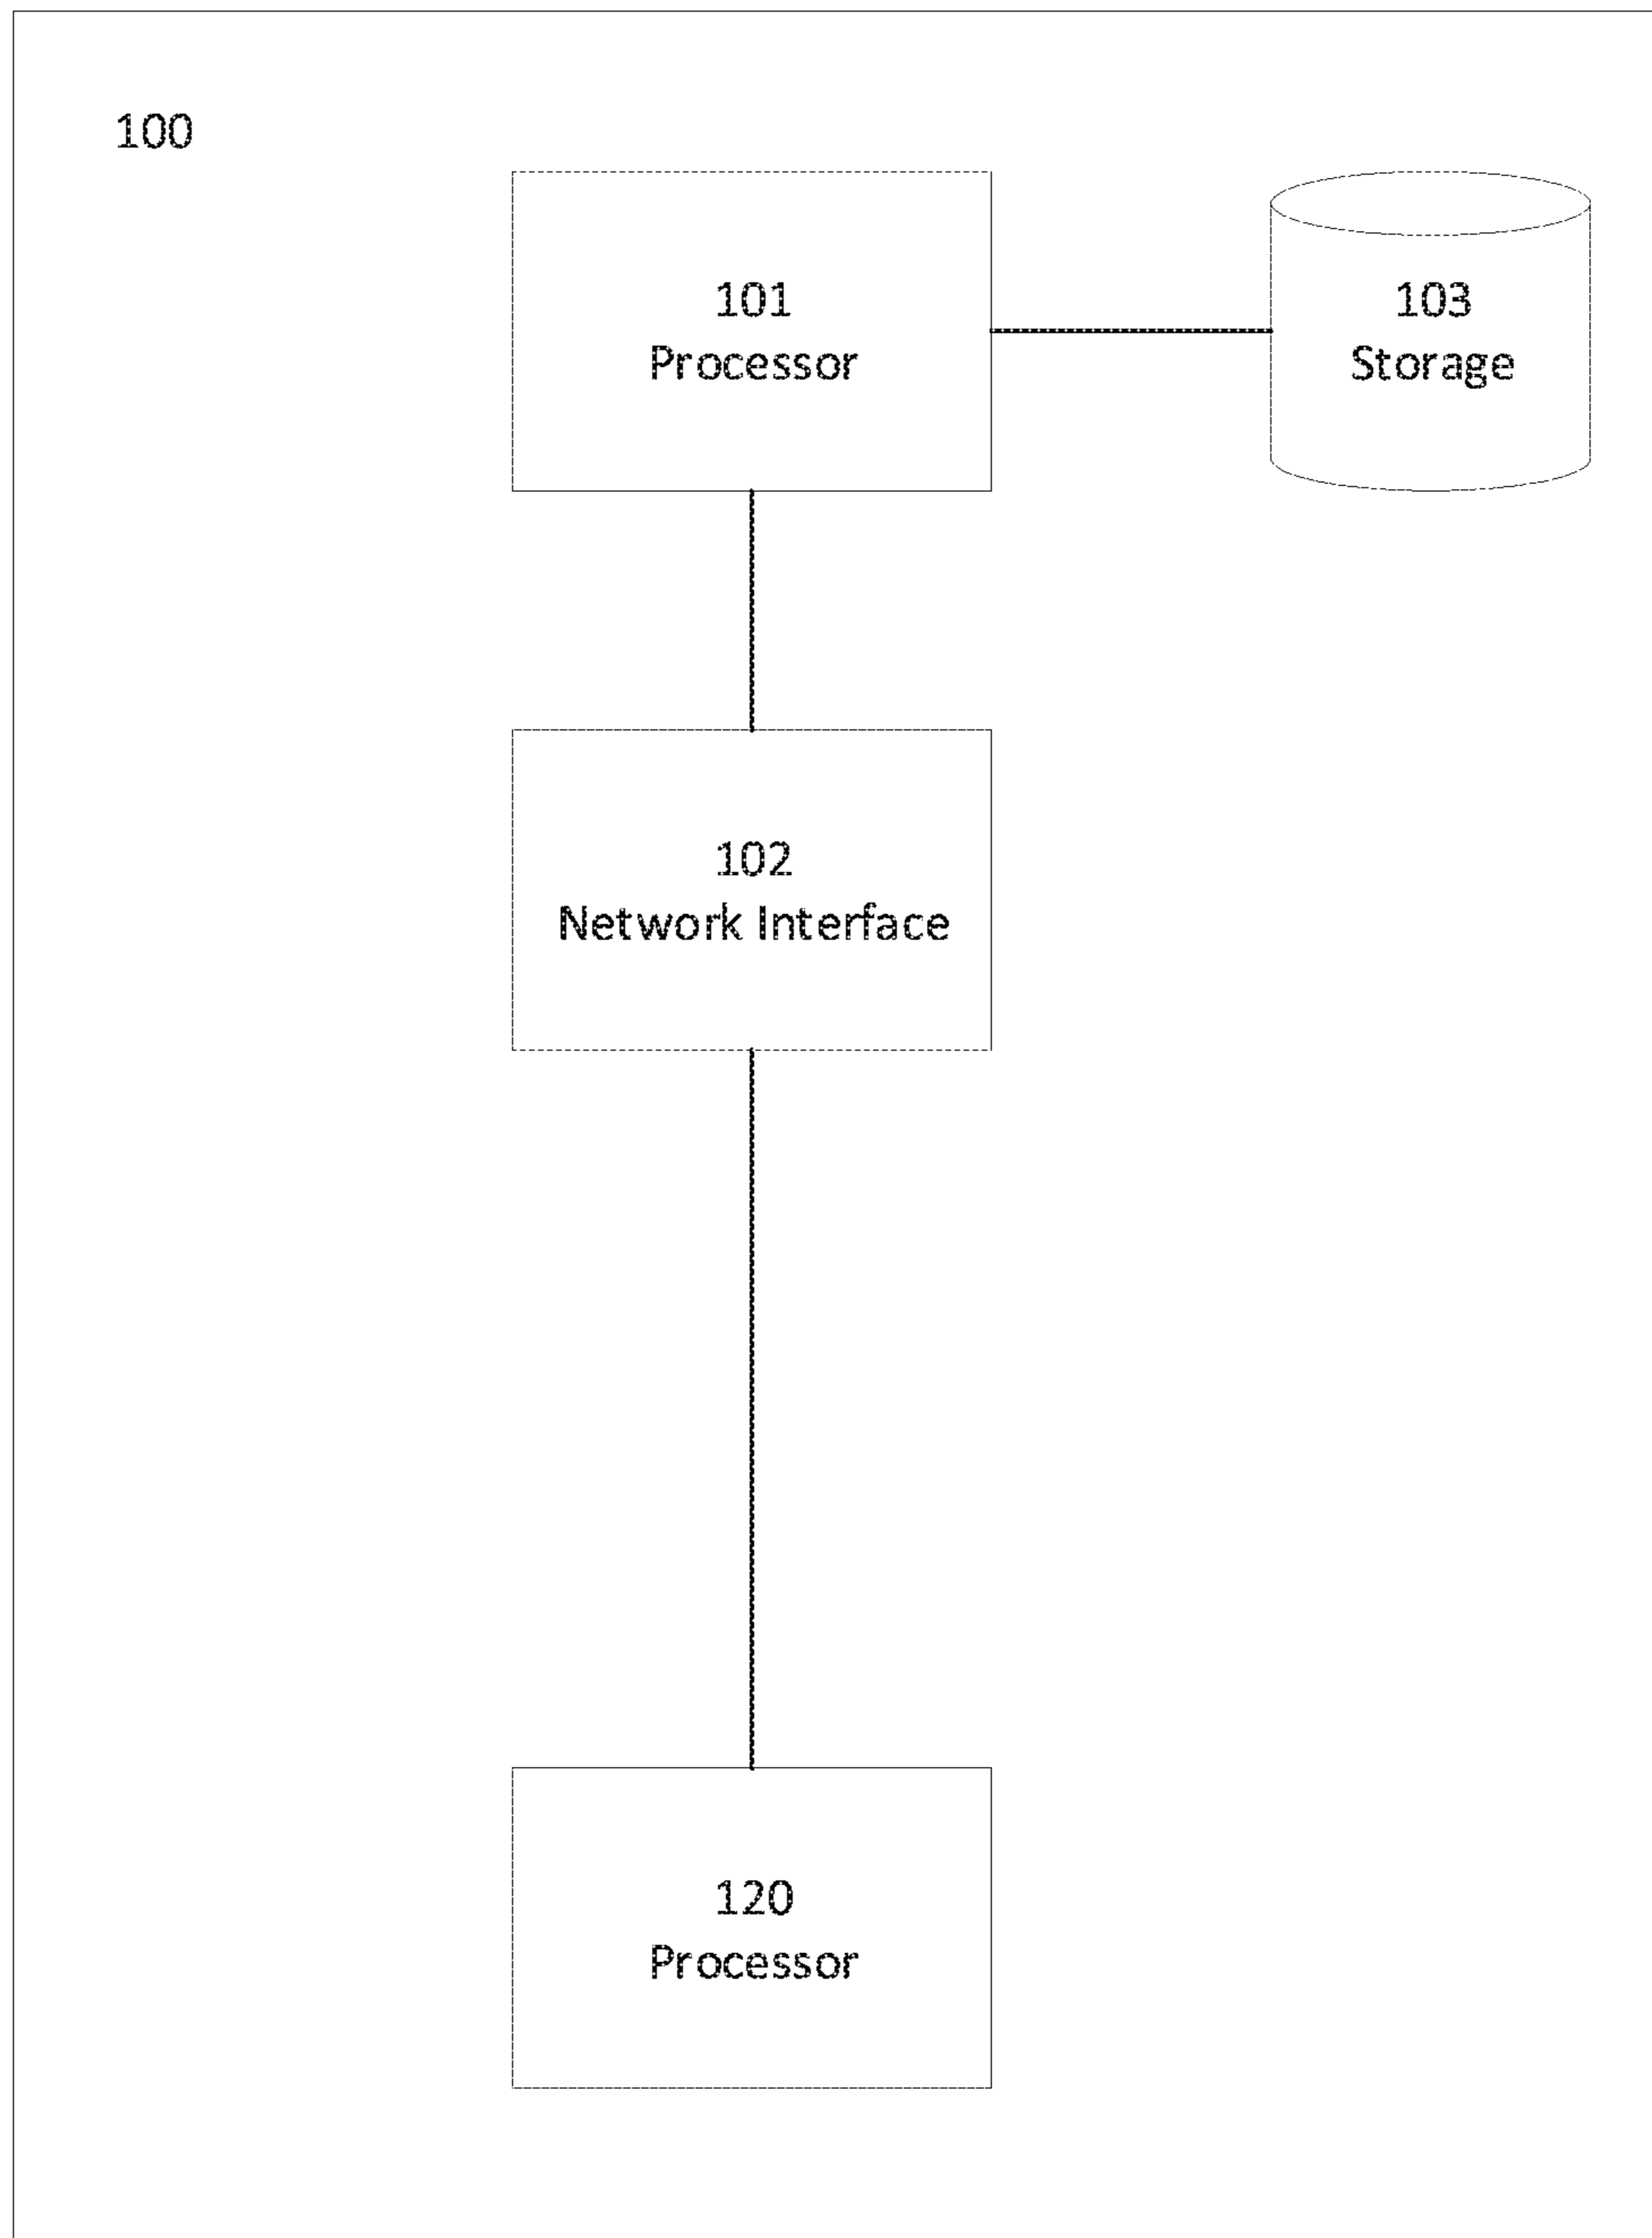 100
101
Processor
103
Storage
102
Network Interface
120
Processor